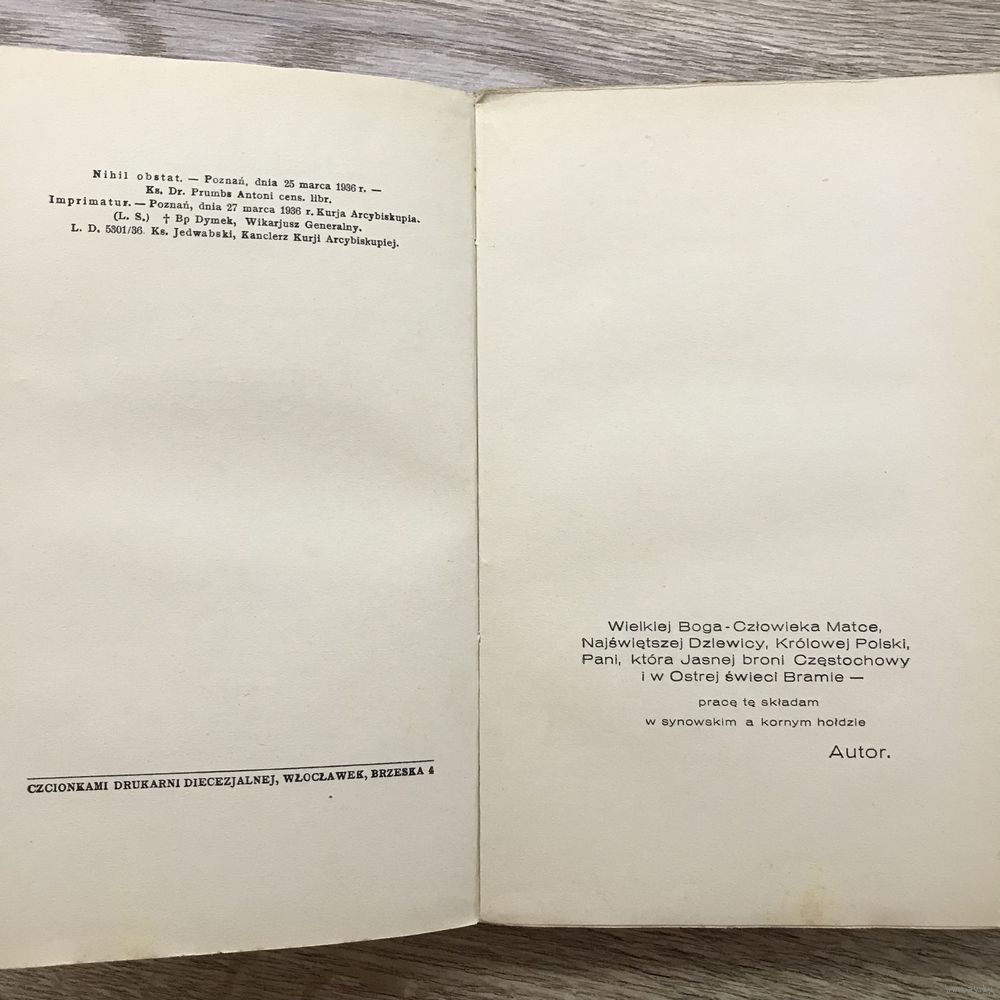 Nihil obstat. — Poznań, dnia 25 marca 1936 r. —
Ks. Dr. Prumbs Antoni cens. libr.
Imprimatur. — Poznań, dnia 27 marca 1936 r. Kurja Arcybiskupia.
(L. S.) † Bp Dymek, Wikarjusz Generalny.
L. D. 5301/36. Ks. Jedwabski, Kanclerz Kurji Arcybiskupiej.
CZCIONKAMI DRUKARNI DIECEZJALNEJ, WŁOCŁAWEK, BRZESKA 4
Wielkiej Boga-Człowieka Matce,
Najświętszej Dziewicy, Królowej Polski,
Pani, która Jasnej broni Częstochowy
i w Ostrej świeci Bramie —
pracę tę składam
w synowskim a kornym hołdzie
Autor.